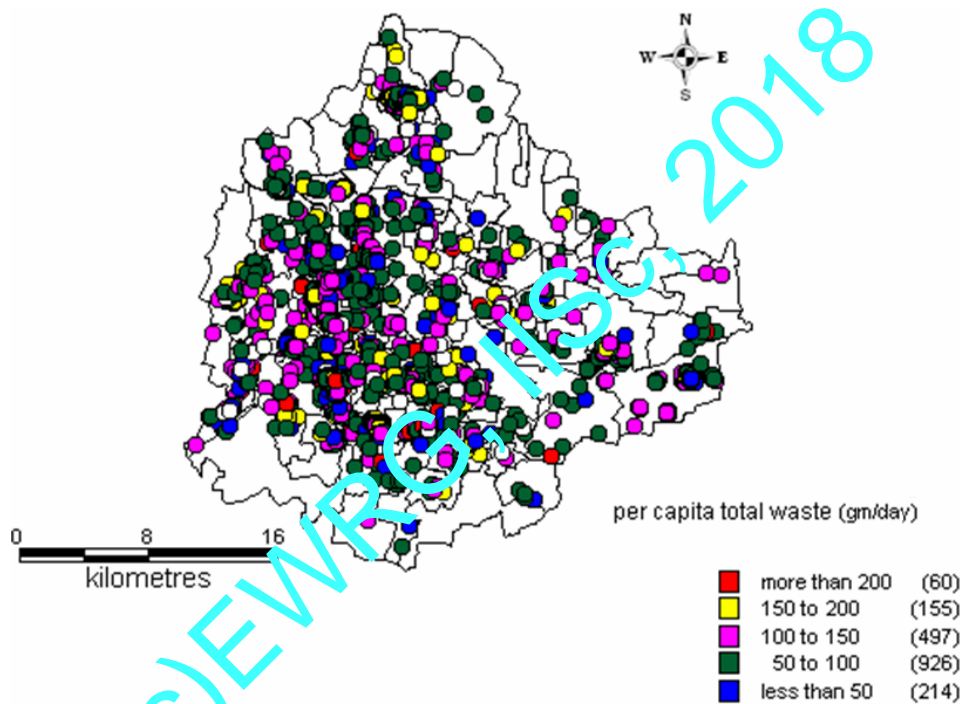 N
W E
S
c)EWRG, IISc, 2018
0 8 16
kilometres
per capita total waste (gm/day)
more than 200 (60)
150 to 200 (155)
100 to 150 (497)
50 to 100 (926)
less than 50 (214)